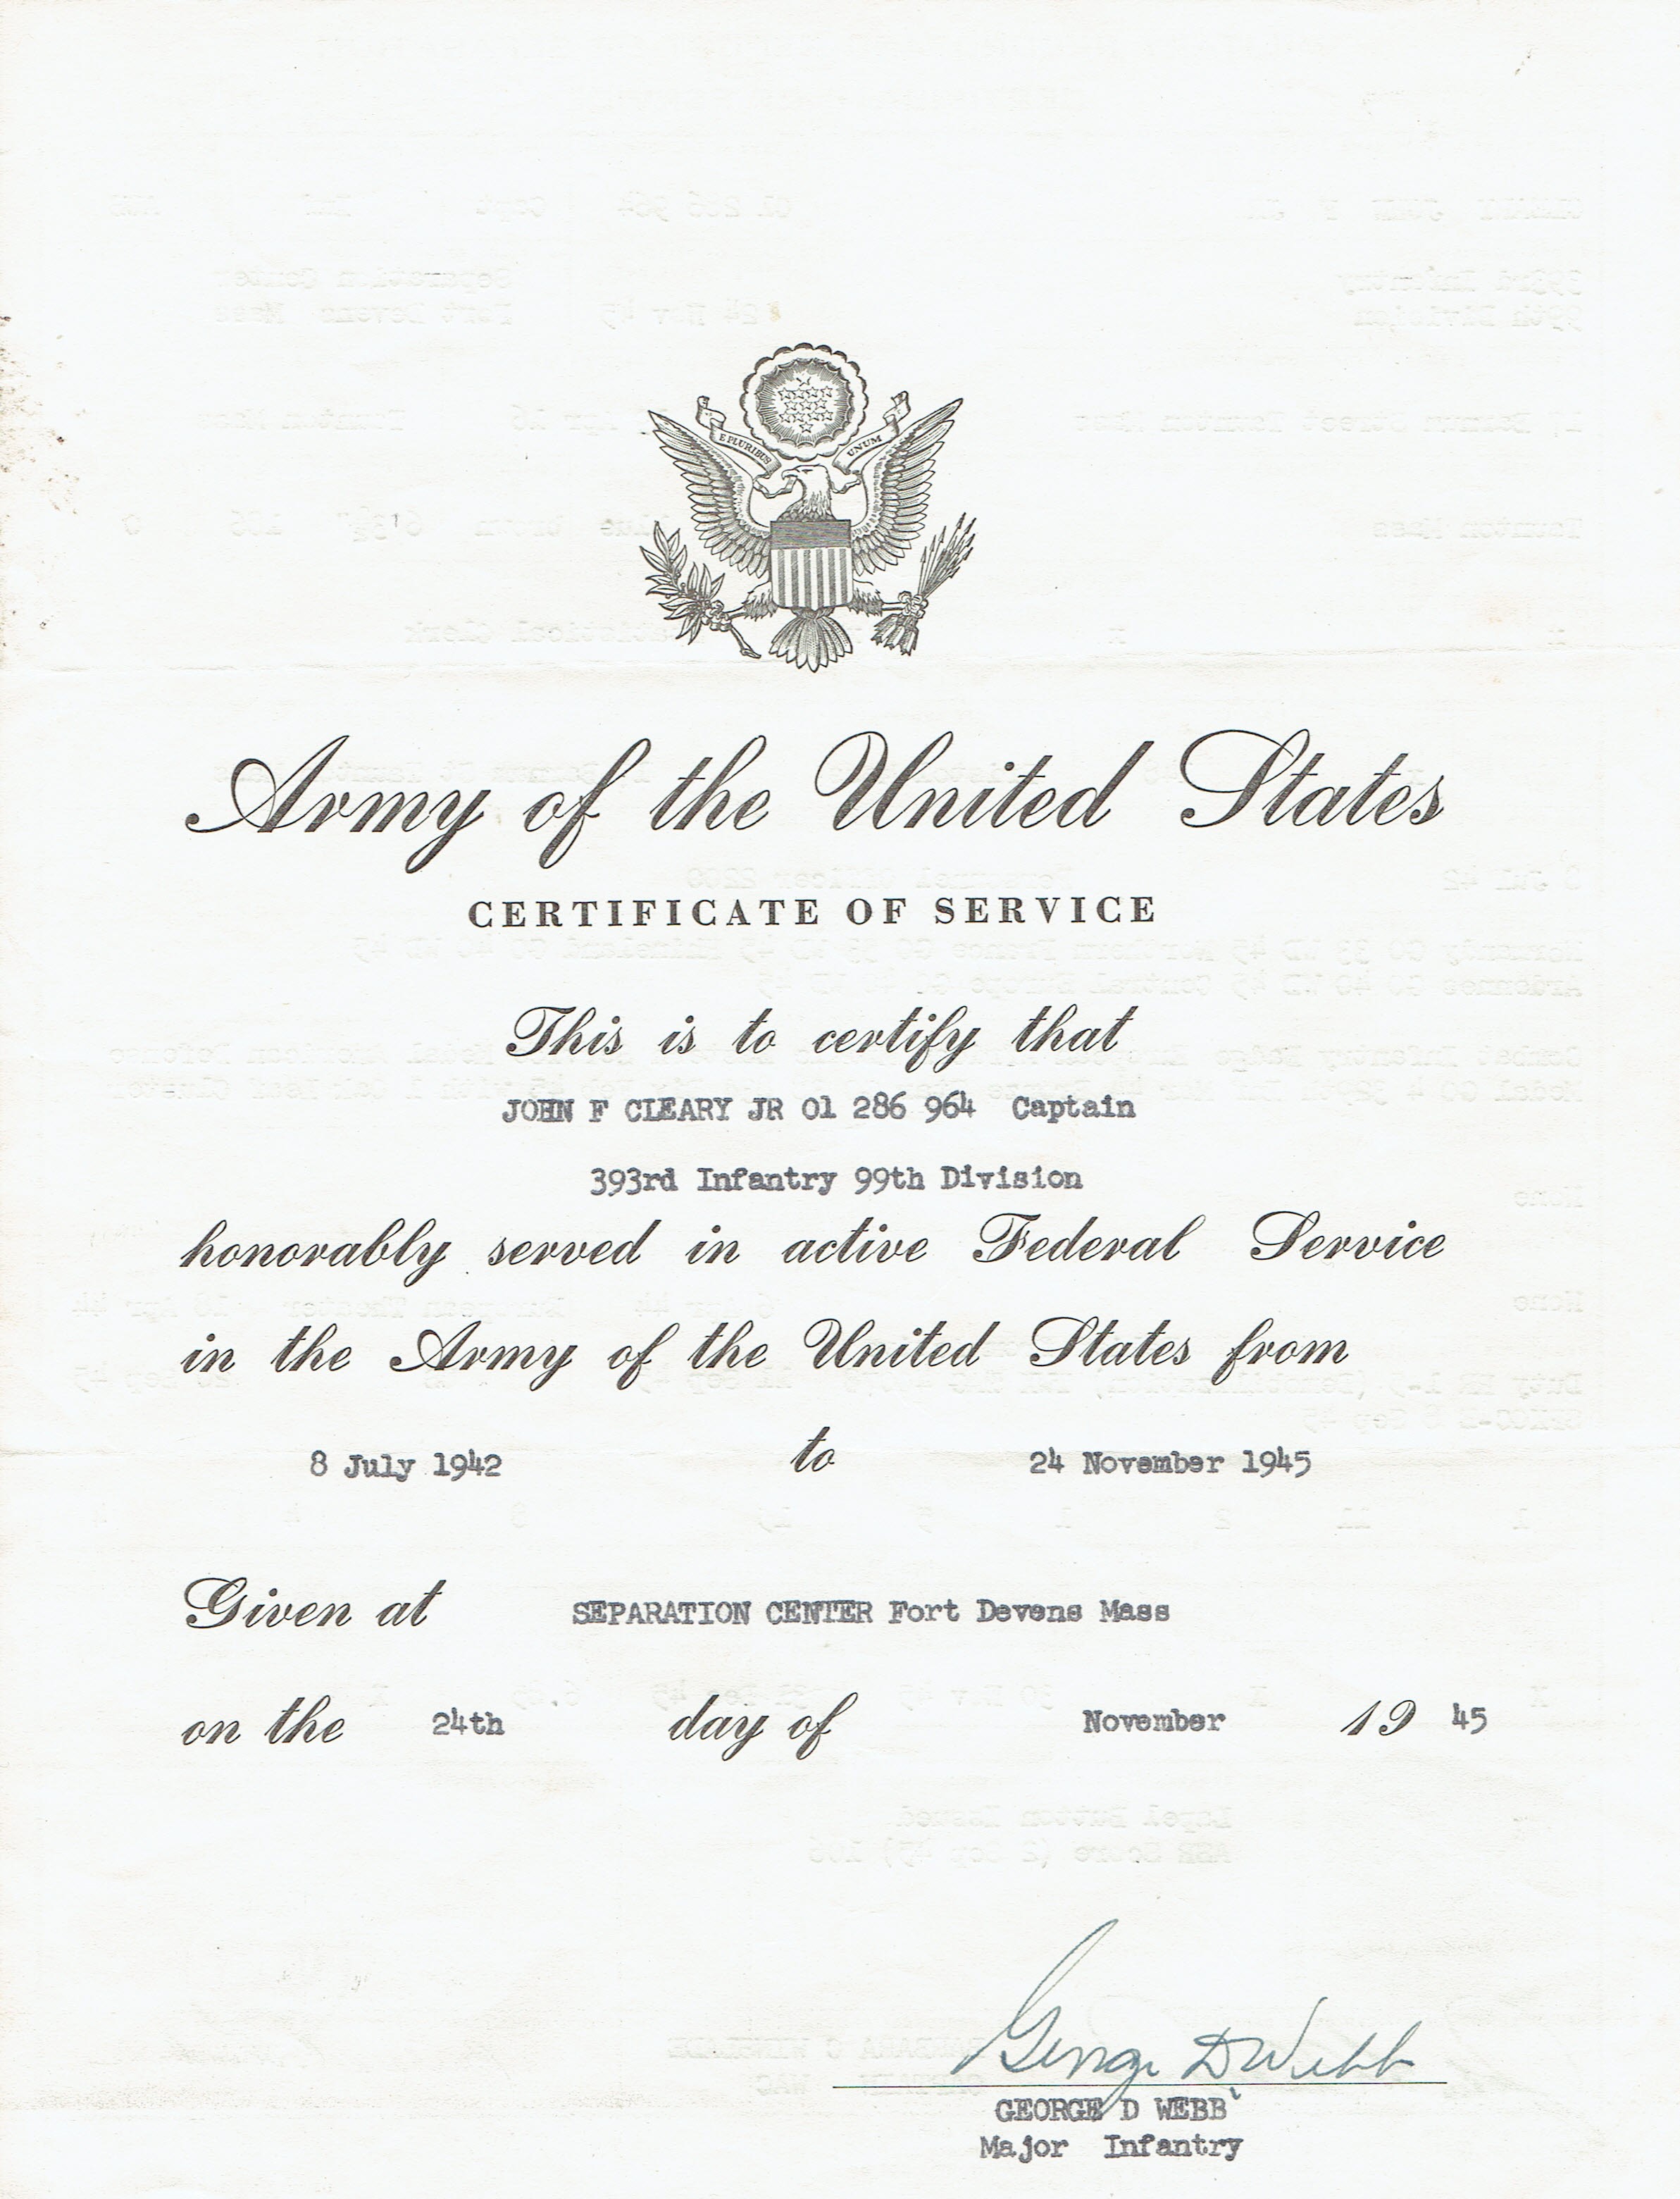 E PLURIBUS UNUM
Army of the United States
CERTIFICATE OF SERVICE
This is to certify that
JOHN F CLEARY JR 01 286 964 Captain
393rd Infantry 99th Division
honorably served in active Federal Service
in the Army of the United States from
8 July 1942 to 24 November 1945
Given at SEPARATION CENTER Fort Devens Mass
on the 24th day of November 19 45
George D Webb
GEORGE D WEBB
Major Infantry